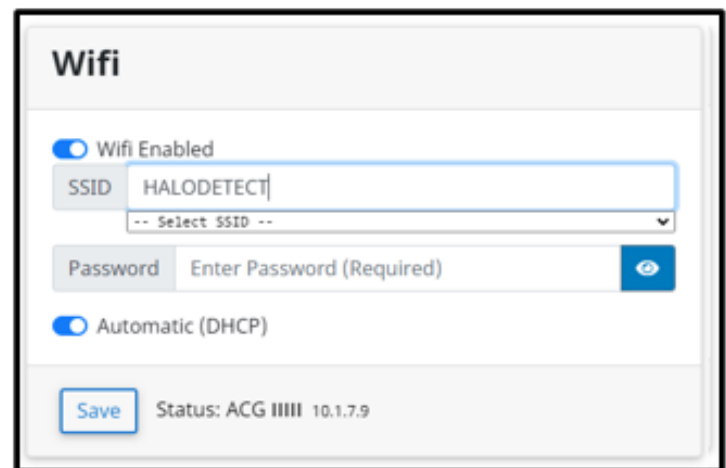 Wifi
Wifi Enabled
SSID HALODETECT
-- Select SSID --
Password Enter Password (Required)
Automatic (DHCP)
Save Status: ACG IIIII 10.1.7.9